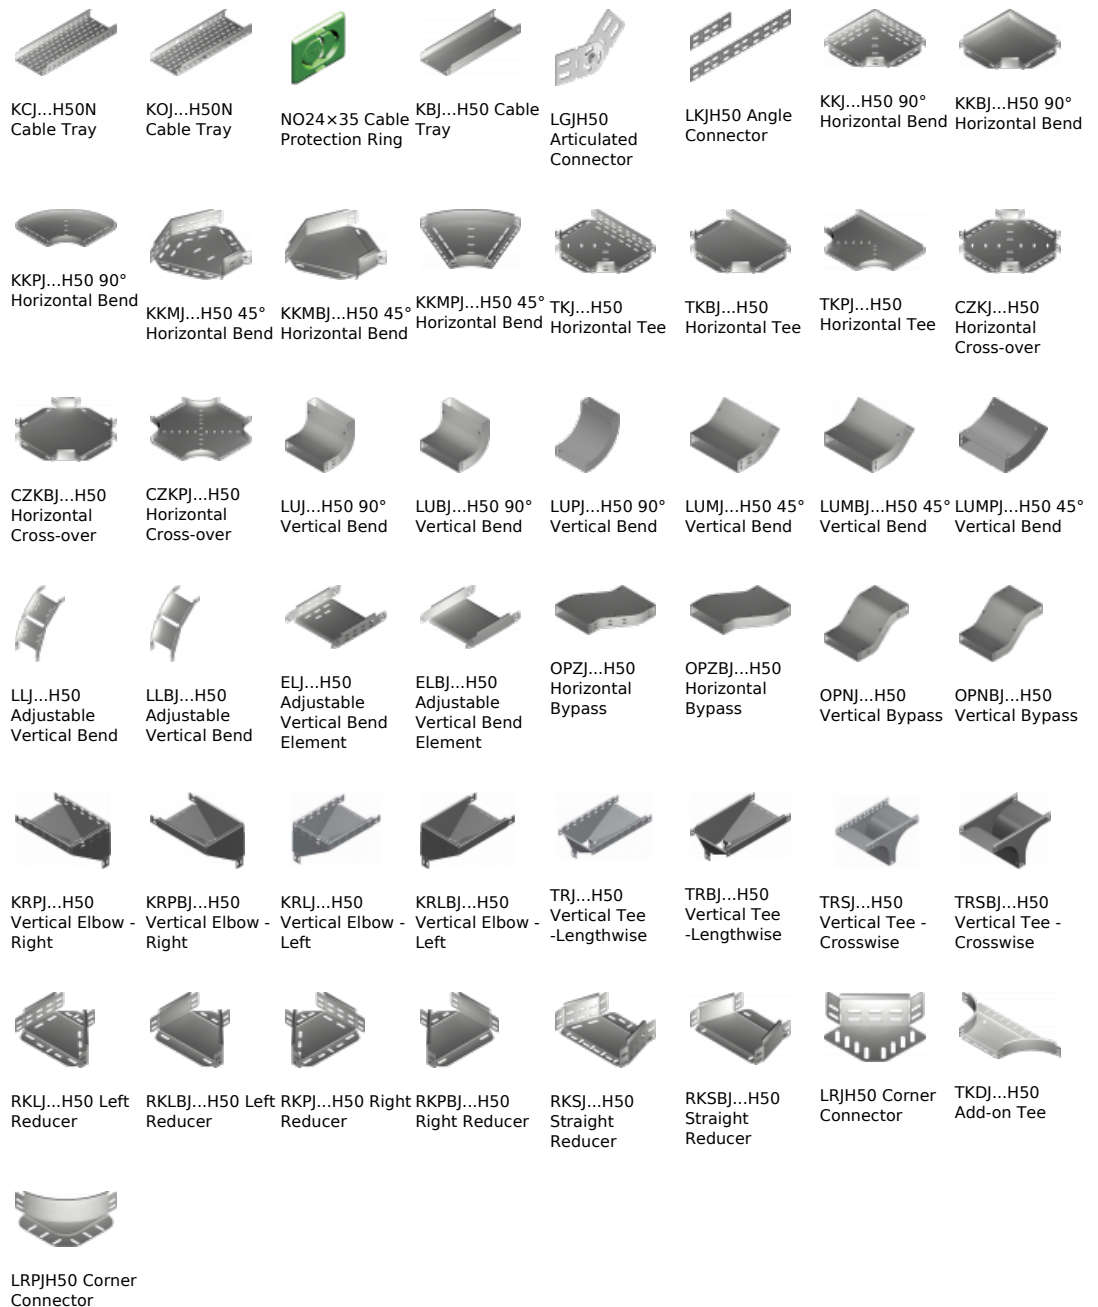 KCJ...H50N
Cable Tray
KOJ...H50N
Cable Tray
NO24×35 Cable
Protection Ring
KBJ...H50 Cable
Tray
LGJH50
Articulated
Connector
LKJH50 Angle
Connector
KKJ...H50 90°
Horizontal Bend
KKBJ...H50 90°
Horizontal Bend
KKPJ...H50 90°
Horizontal Bend
KKMJ...H50 45°
Horizontal Bend
KKMBJ...H50 45°
Horizontal Bend
KKMPJ...H50 45°
Horizontal Bend
TKJ...H50
Horizontal Tee
TKBJ...H50
Horizontal Tee
TKPJ...H50
Horizontal Tee
CZKJ...H50
Horizontal
Cross-over
CZKBJ...H50
Horizontal
Cross-over
CZKPJ...H50
Horizontal
Cross-over
LUJ...H50 90°
Vertical Bend
LUBJ...H50 90°
Vertical Bend
LUPJ...H50 90°
Vertical Bend
LUMJ...H50 45°
Vertical Bend
LUMBJ...H50 45°
Vertical Bend
LUMPJ...H50 45°
Vertical Bend
LLJ...H50
Adjustable
Vertical Bend
LLBJ...H50
Adjustable
Vertical Bend
ELJ...H50
Adjustable
Vertical Bend
Element
ELBJ...H50
Adjustable
Vertical Bend
Element
OPZJ...H50
Horizontal
Bypass
OPZBJ...H50
Horizontal
Bypass
OPNJ...H50
Vertical Bypass
OPNBJ...H50
Vertical Bypass
KRPJ...H50
Vertical Elbow -
Right
KRPBJ...H50
Vertical Elbow -
Right
KRLJ...H50
Vertical Elbow -
Left
KRLBJ...H50
Vertical Elbow -
Left
TRJ...H50
Vertical Tee
-Lengthwise
TRBJ...H50
Vertical Tee
-Lengthwise
TRSJ...H50
Vertical Tee -
Crosswise
TRSBJ...H50
Vertical Tee -
Crosswise
RKLJ...H50 Left
Reducer
RKLBJ...H50 Left
Reducer
RKPJ...H50 Right
Reducer
RKPBJ...H50
Right Reducer
RKSJ...H50
Straight
Reducer
RKSBJ...H50
Straight
Reducer
LRJH50 Corner
Connector
TKDJ...H50
Add-on Tee
LRPJH50 Corner
Connector